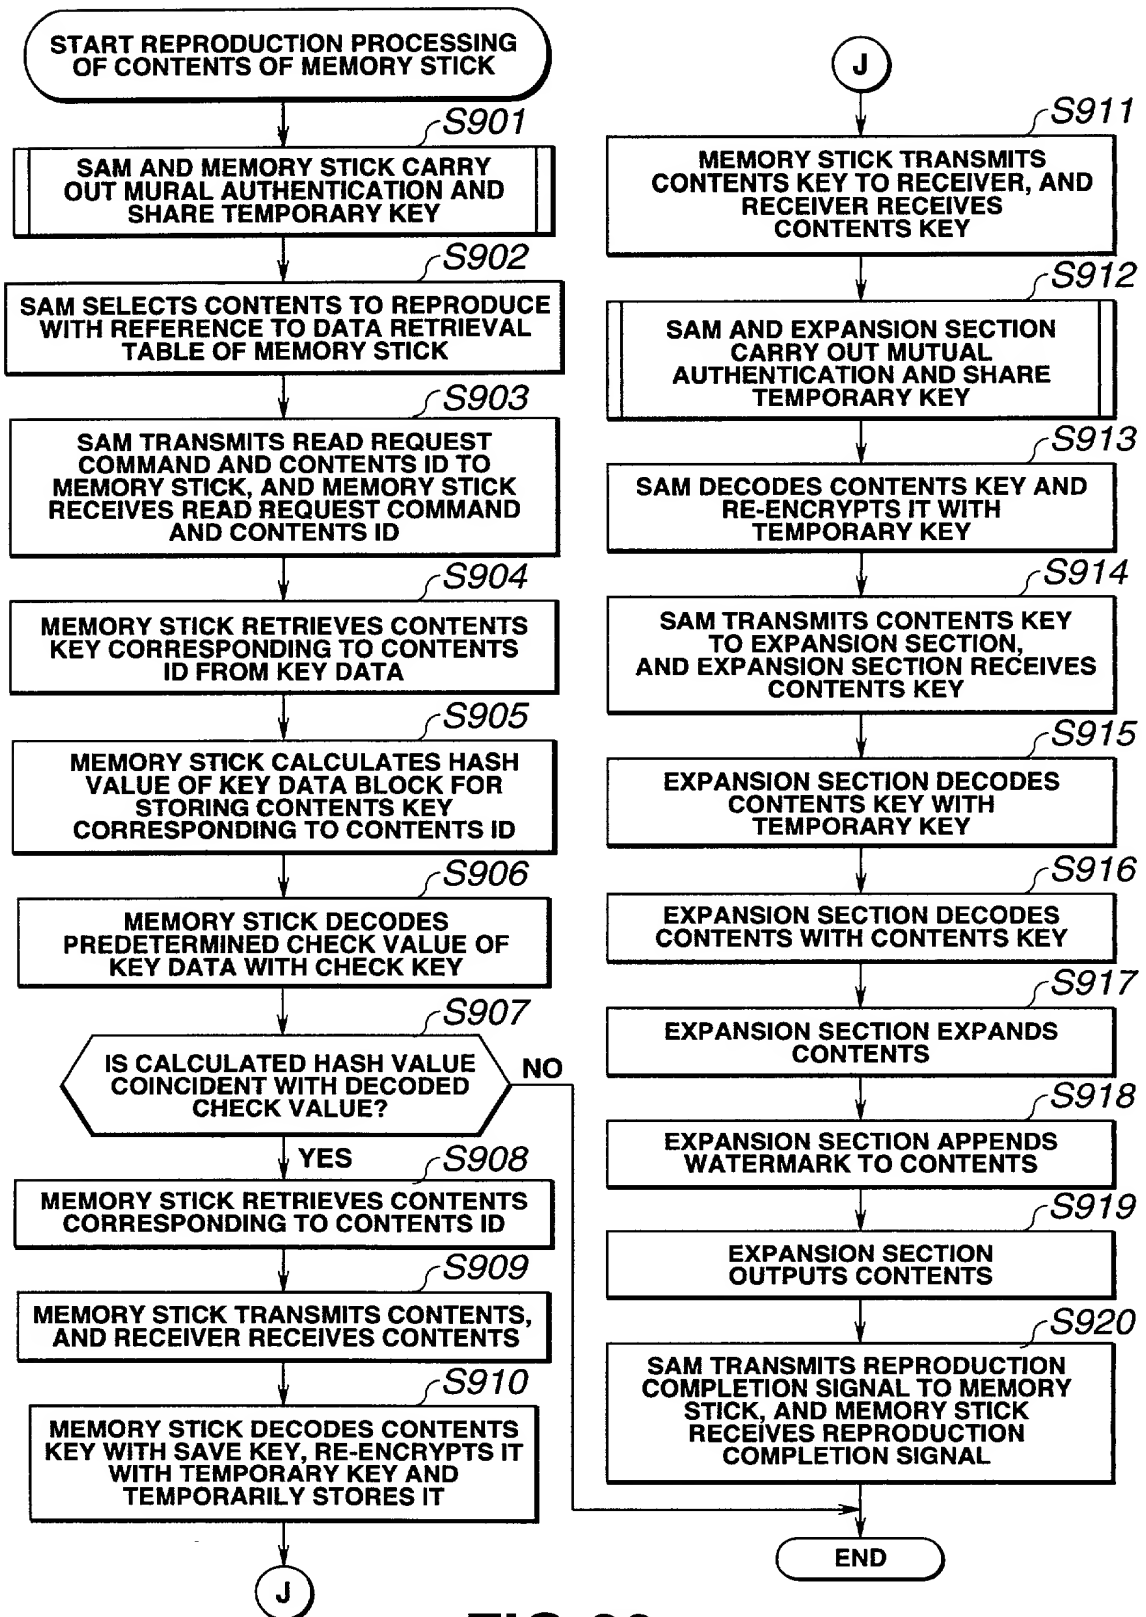 START REPRODUCTION PROCESSING
OF CONTENTS OF MEMORY STICK
S901
SAM AND MEMORY STICK CARRY
OUT MURAL AUTHENTICATION AND
SHARE TEMPORARY KEY
S902
SAM SELECTS CONTENTS TO REPRODUCE
WITH REFERENCE TO DATA RETRIEVAL
TABLE OF MEMORY STICK
S903
SAM TRANSMITS READ REQUEST
COMMAND AND CONTENTS ID TO
MEMORY STICK, AND MEMORY STICK
RECEIVES READ REQUEST COMMAND
AND CONTENTS ID
S904
MEMORY STICK RETRIEVES CONTENTS
KEY CORRESPONDING TO CONTENTS
ID FROM KEY DATA
S905
MEMORY STICK CALCULATES HASH
VALUE OF KEY DATA BLOCK FOR
STORING CONTENTS KEY
CORRESPONDING TO CONTENTS ID
S906
MEMORY STICK DECODES
PREDETERMINED CHECK VALUE OF
KEY DATA WITH CHECK KEY
S907
IS CALCULATED HASH VALUE
COINCIDENT WITH DECODED
CHECK VALUE?
NO
YES
S908
MEMORY STICK RETRIEVES CONTENTS
CORRESPONDING TO CONTENTS ID
S909
MEMORY STICK TRANSMITS CONTENTS,
AND RECEIVER RECEIVES CONTENTS
S910
MEMORY STICK DECODES CONTENTS
KEY WITH SAVE KEY, RE-ENCRYPTS IT
WITH TEMPORARY KEY AND
TEMPORARILY STORES IT
J
J
S911
MEMORY STICK TRANSMITS
CONTENTS KEY TO RECEIVER, AND
RECEIVER RECEIVES
CONTENTS KEY
S912
SAM AND EXPANSION SECTION
CARRY OUT MUTUAL
AUTHENTICATION AND SHARE
TEMPORARY KEY
S913
SAM DECODES CONTENTS KEY AND
RE-ENCRYPTS IT WITH
TEMPORARY KEY
S914
SAM TRANSMITS CONTENTS KEY
TO EXPANSION SECTION,
AND EXPANSION SECTION RECEIVES
CONTENTS KEY
S915
EXPANSION SECTION DECODES
CONTENTS KEY WITH
TEMPORARY KEY
S916
EXPANSION SECTION DECODES
CONTENTS WITH CONTENTS KEY
S917
EXPANSION SECTION EXPANDS
CONTENTS
S918
EXPANSION SECTION APPENDS
WATERMARK TO CONTENTS
S919
EXPANSION SECTION
OUTPUTS CONTENTS
S920
SAM TRANSMITS REPRODUCTION
COMPLETION SIGNAL TO MEMORY
STICK, AND MEMORY STICK
RECEIVES REPRODUCTION
COMPLETION SIGNAL
END